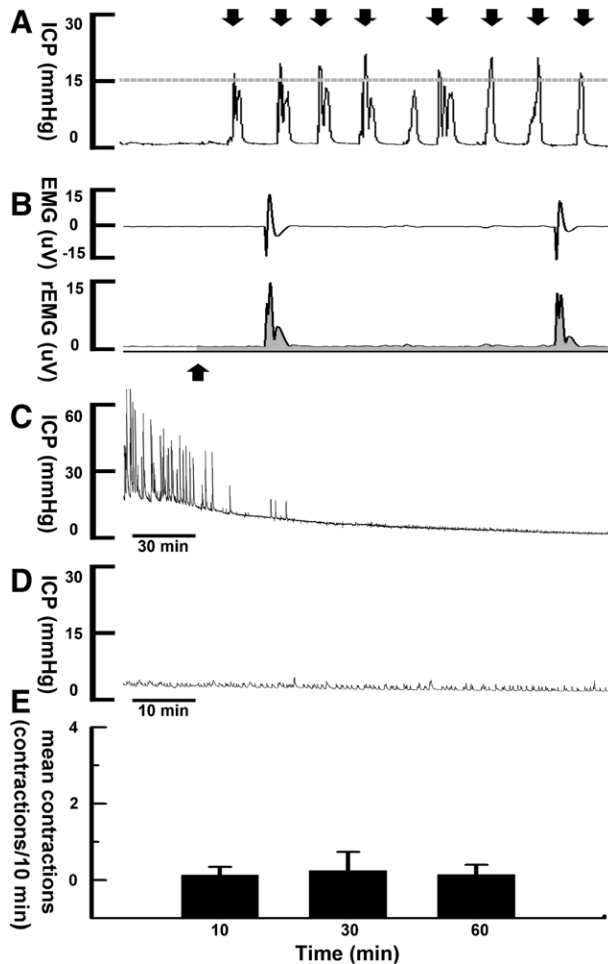 A
ICP (mmHg)
30
15
0
B
EMG (uV)
15
0
-15
rEMG (uV)
15
0
C
ICP (mmHg)
60
30
0
30 min
D
ICP (mmHg)
30
15
0
10 min
E
mean contractions
(contractions/10 min)
4
2
0
10 30 60
Time (min)